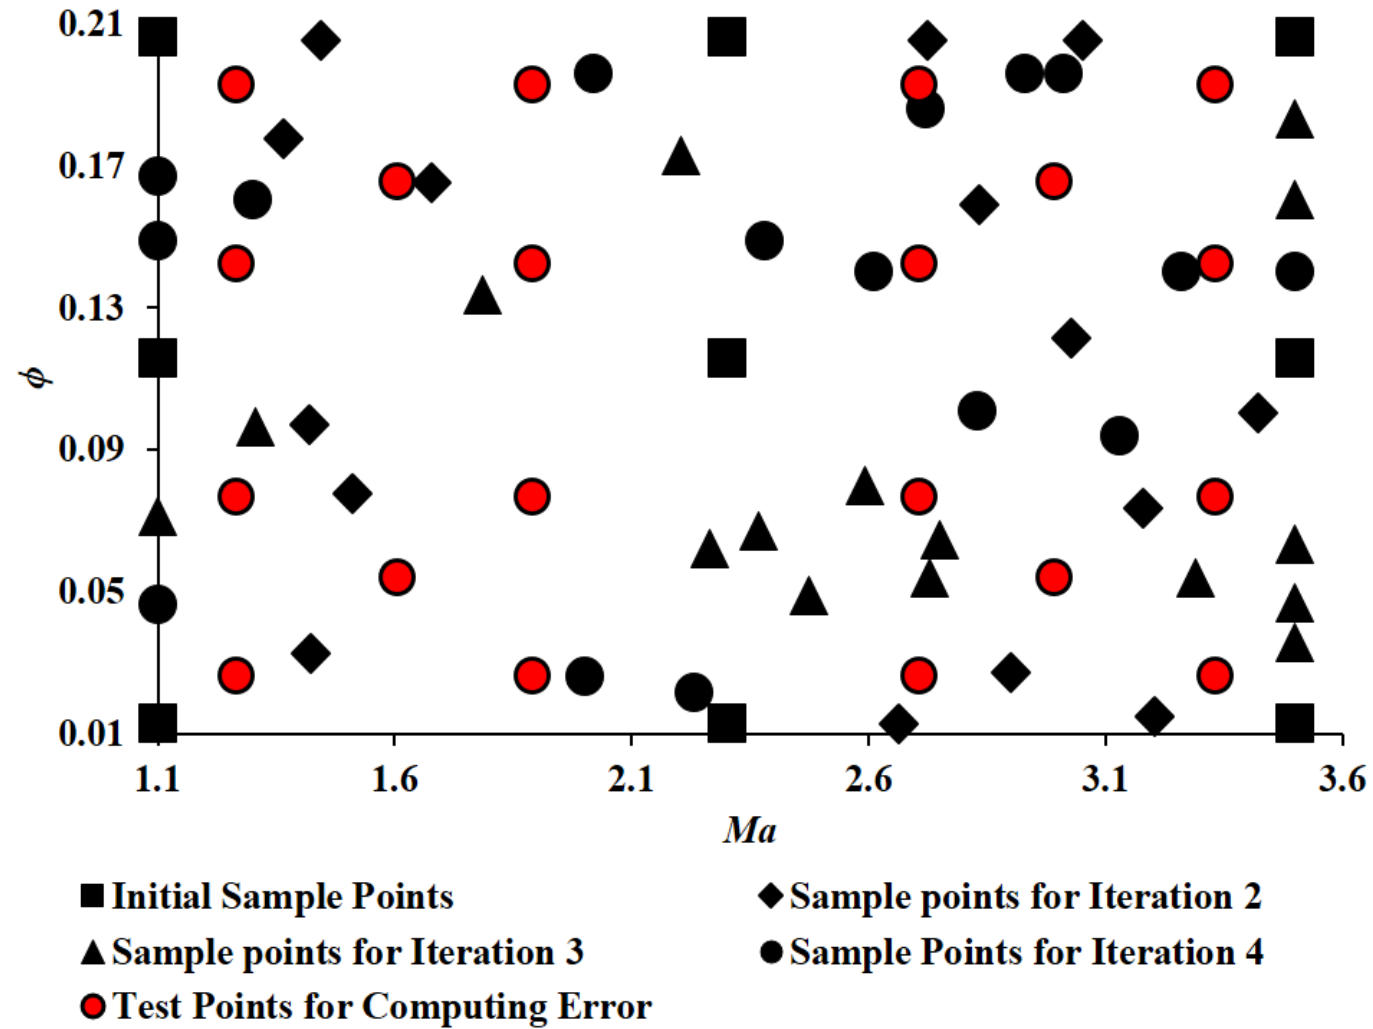 0.21
0.17
0.13
0.09
0.05
0.01
ϕ
1.1 1.6 2.1 2.6 3.1 3.6
Ma
Initial Sample Points
Sample points for Iteration 2
Sample points for Iteration 3
Sample Points for Iteration 4
Test Points for Computing Error